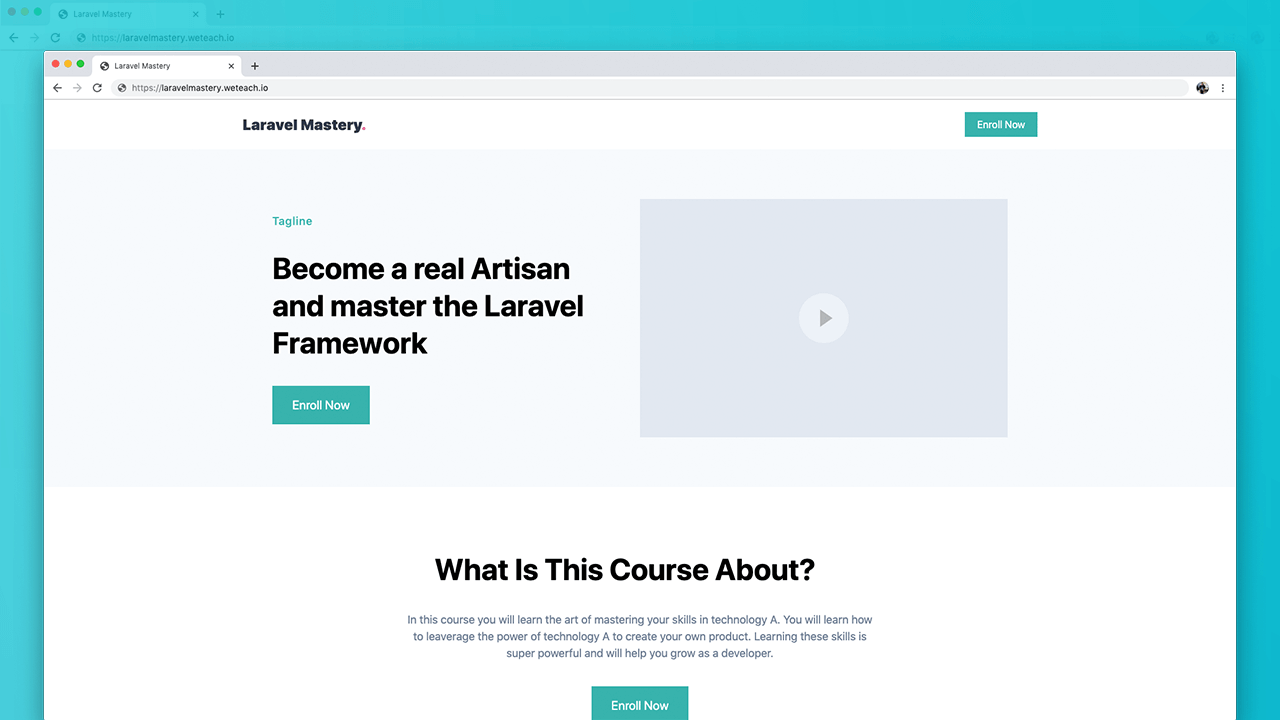 Laravel Mastery
https://laravelmastery.weteach.io
Laravel Mastery
https://laravelmastery.weteach.io
Laravel Mastery.
Enroll Now
Tagline
Become a real Artisan
and master the Laravel
Framework
Enroll Now
What Is This Course About?
In this course you will learn the art of mastering your skills in technology A. You will learn how
to leaverage the power of technology A to create your own product. Learning these skills is
super powerful and will help you grow as a developer.
Enroll Now